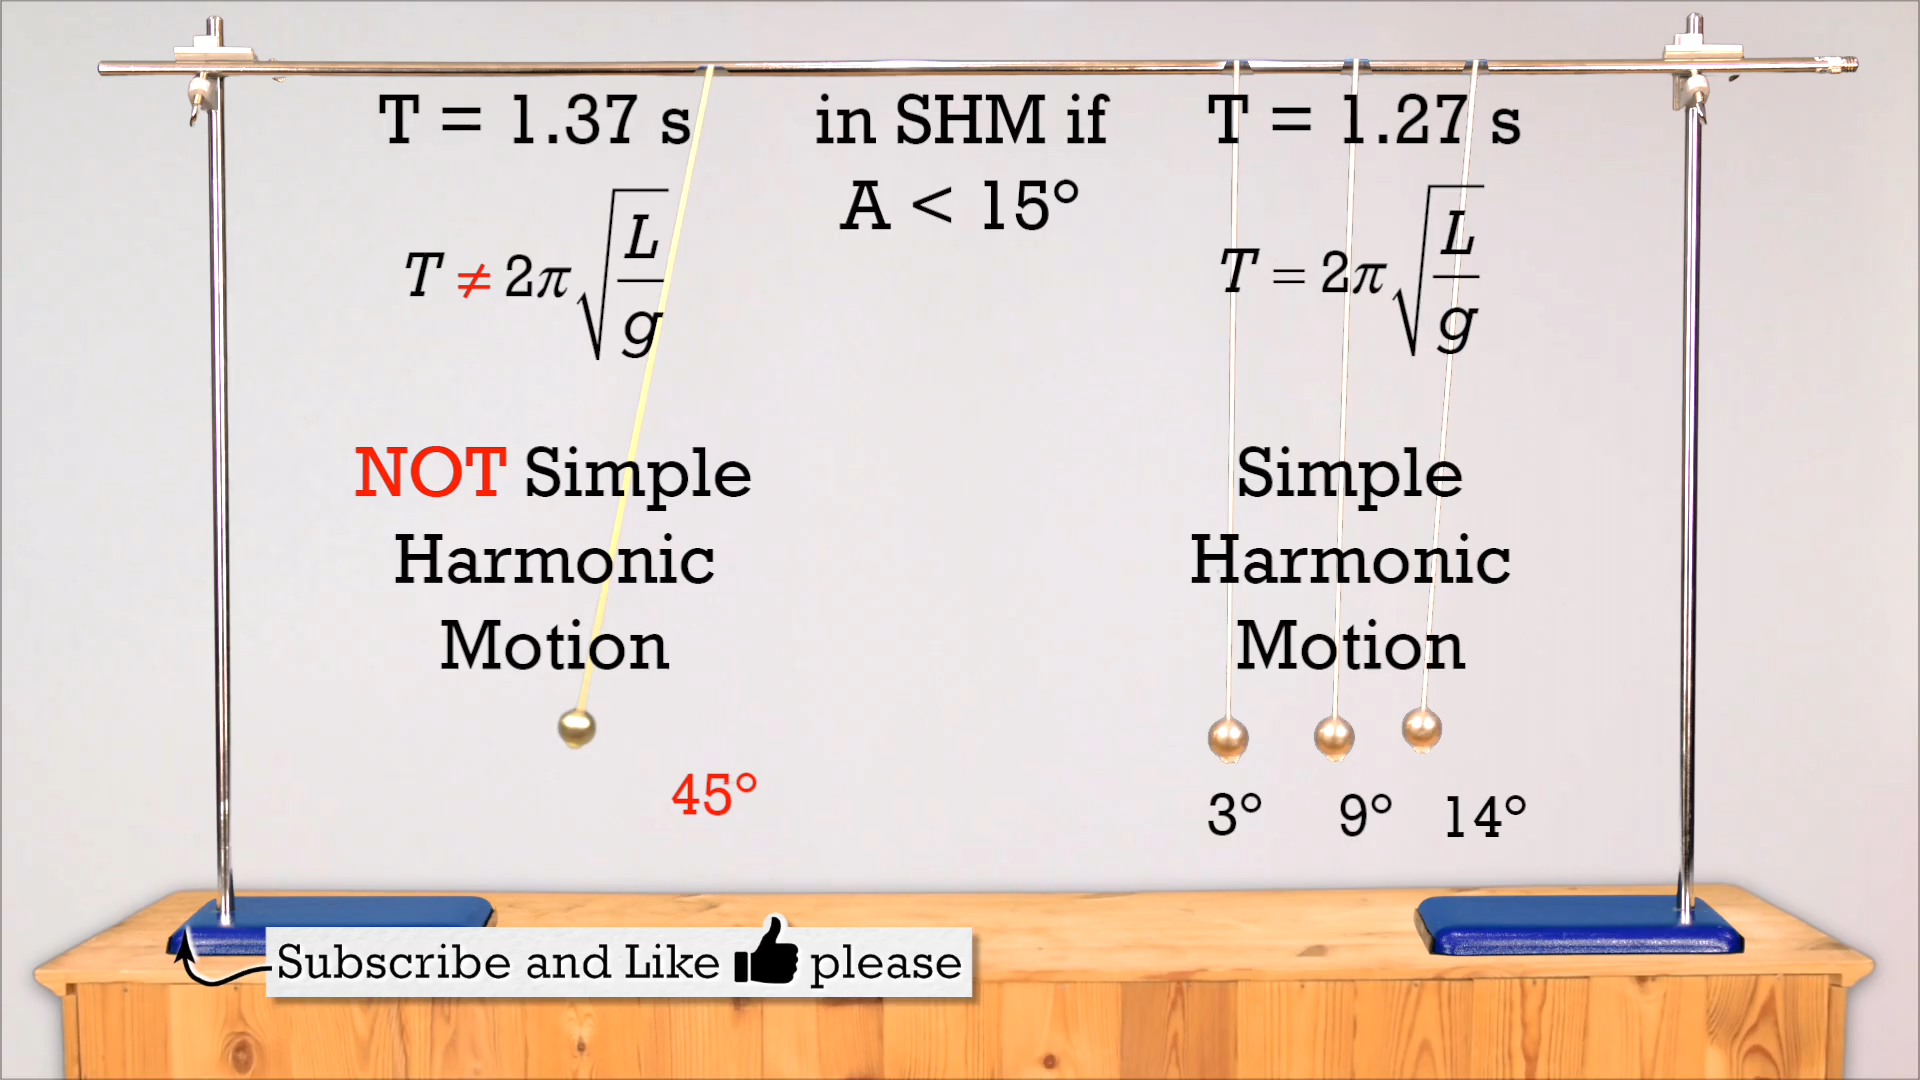 T = 1.37 s
T ≠ 2π√(L/g)
NOT Simple
Harmonic
Motion
45°
in SHM if
A < 15°
T = 1.27 s
T = 2π√(L/g)
Simple
Harmonic
Motion
3° 9° 14°
Subscribe and Like please